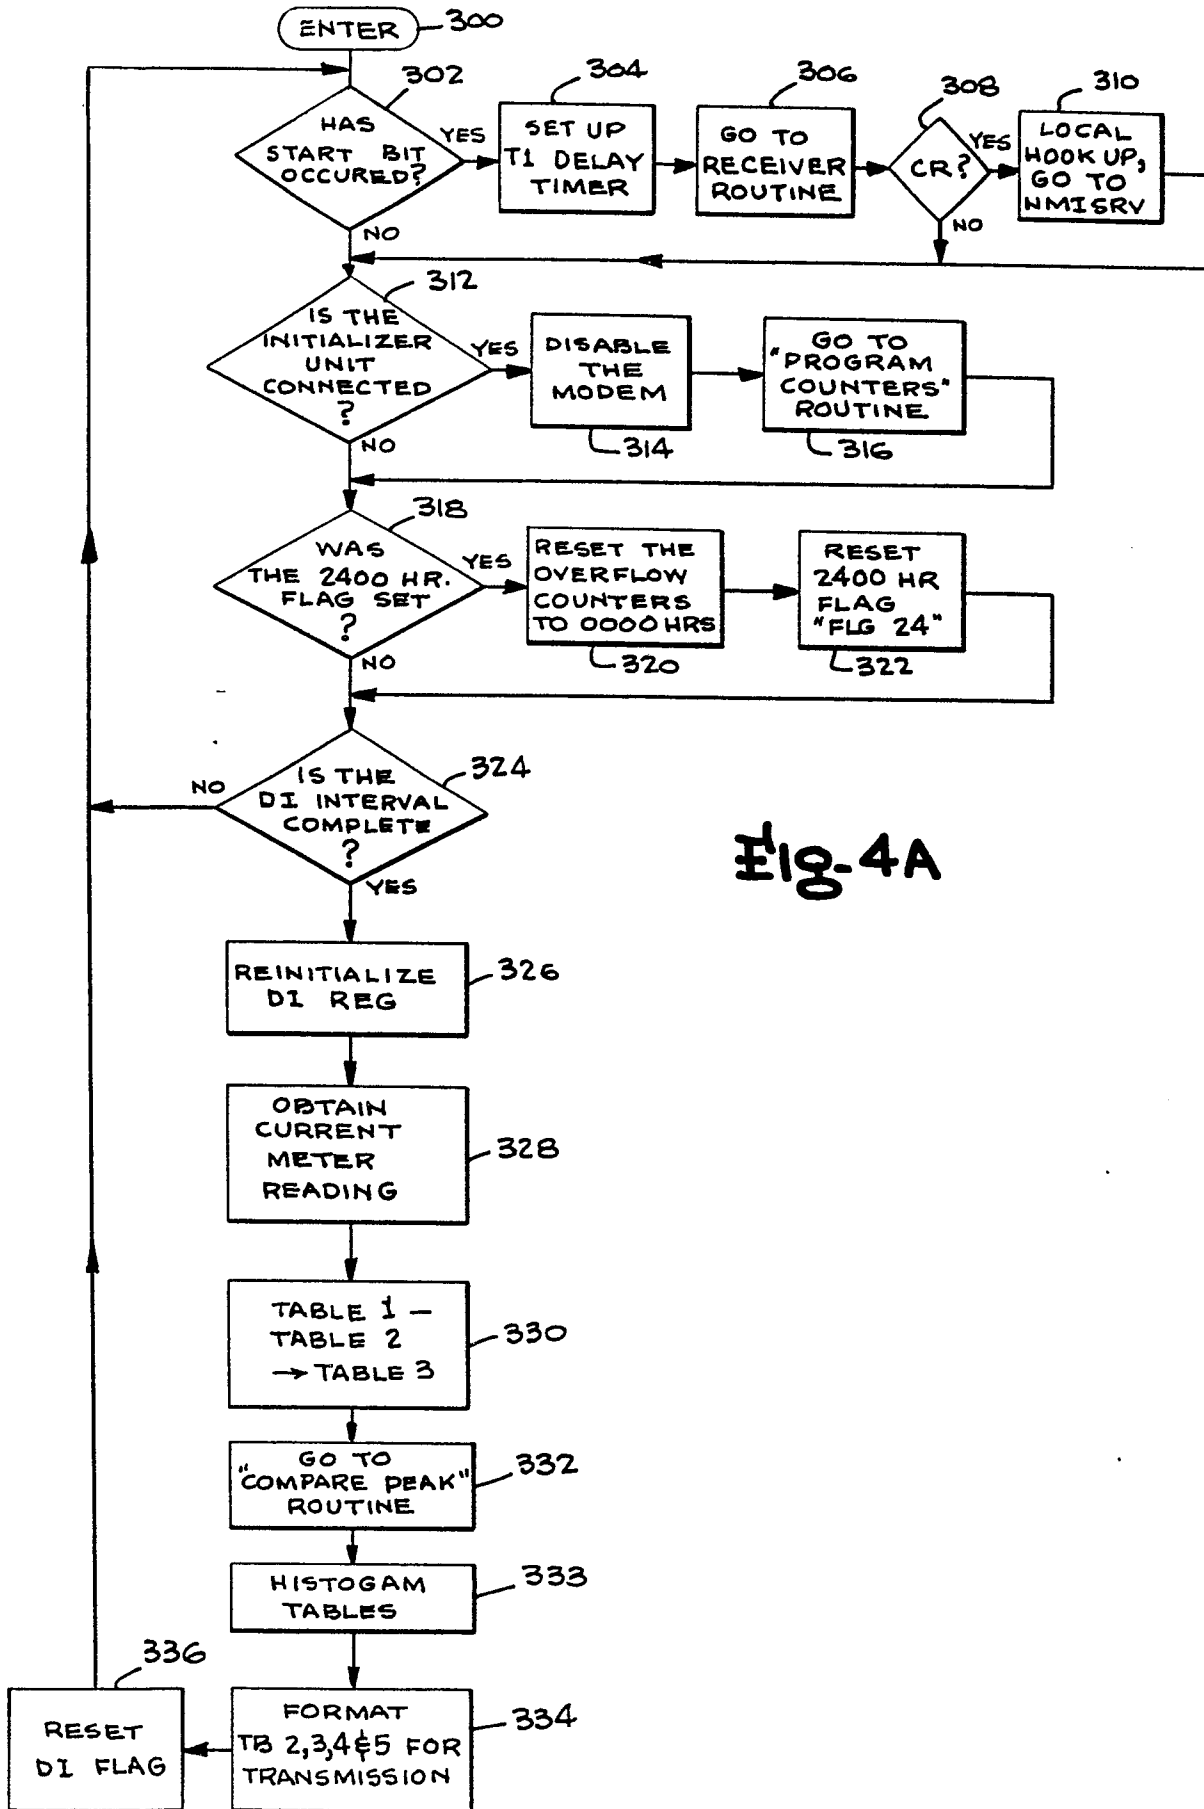 ENTER
300
302
HAS
START BIT
OCCURED?
YES
NO
304
SET UP
T1 DELAY
TIMER
306
GO TO
RECEIVER
ROUTINE
308
CR?
YES
NO
310
LOCAL
HOOK UP,
GO TO
NMISRV
312
IS THE
INITIALIZER
UNIT
CONNECTED
?
YES
NO
DISABLE
THE
MODEM
314
GO TO
"PROGRAM
COUNTERS"
ROUTINE
316
318
WAS
THE 2400 HR.
FLAG SET
?
YES
NO
RESET THE
OVERFLOW
COUNTERS
TO 0000 HRS
320
RESET
2400 HR
FLAG
"FLG 24"
322
324
IS THE
DI INTERVAL
COMPLETE
?
NO
YES
Fig-4A
REINITIALIZE
DI REG
326
OBTAIN
CURRENT
METER
READING
328
TABLE 1 —
TABLE 2
→ TABLE 3
330
GO TO
"COMPARE PEAK"
ROUTINE
332
HISTOGAM
TABLES
333
FORMAT
TB 2,3,4&5 FOR
TRANSMISSION
334
336
RESET
DI FLAG